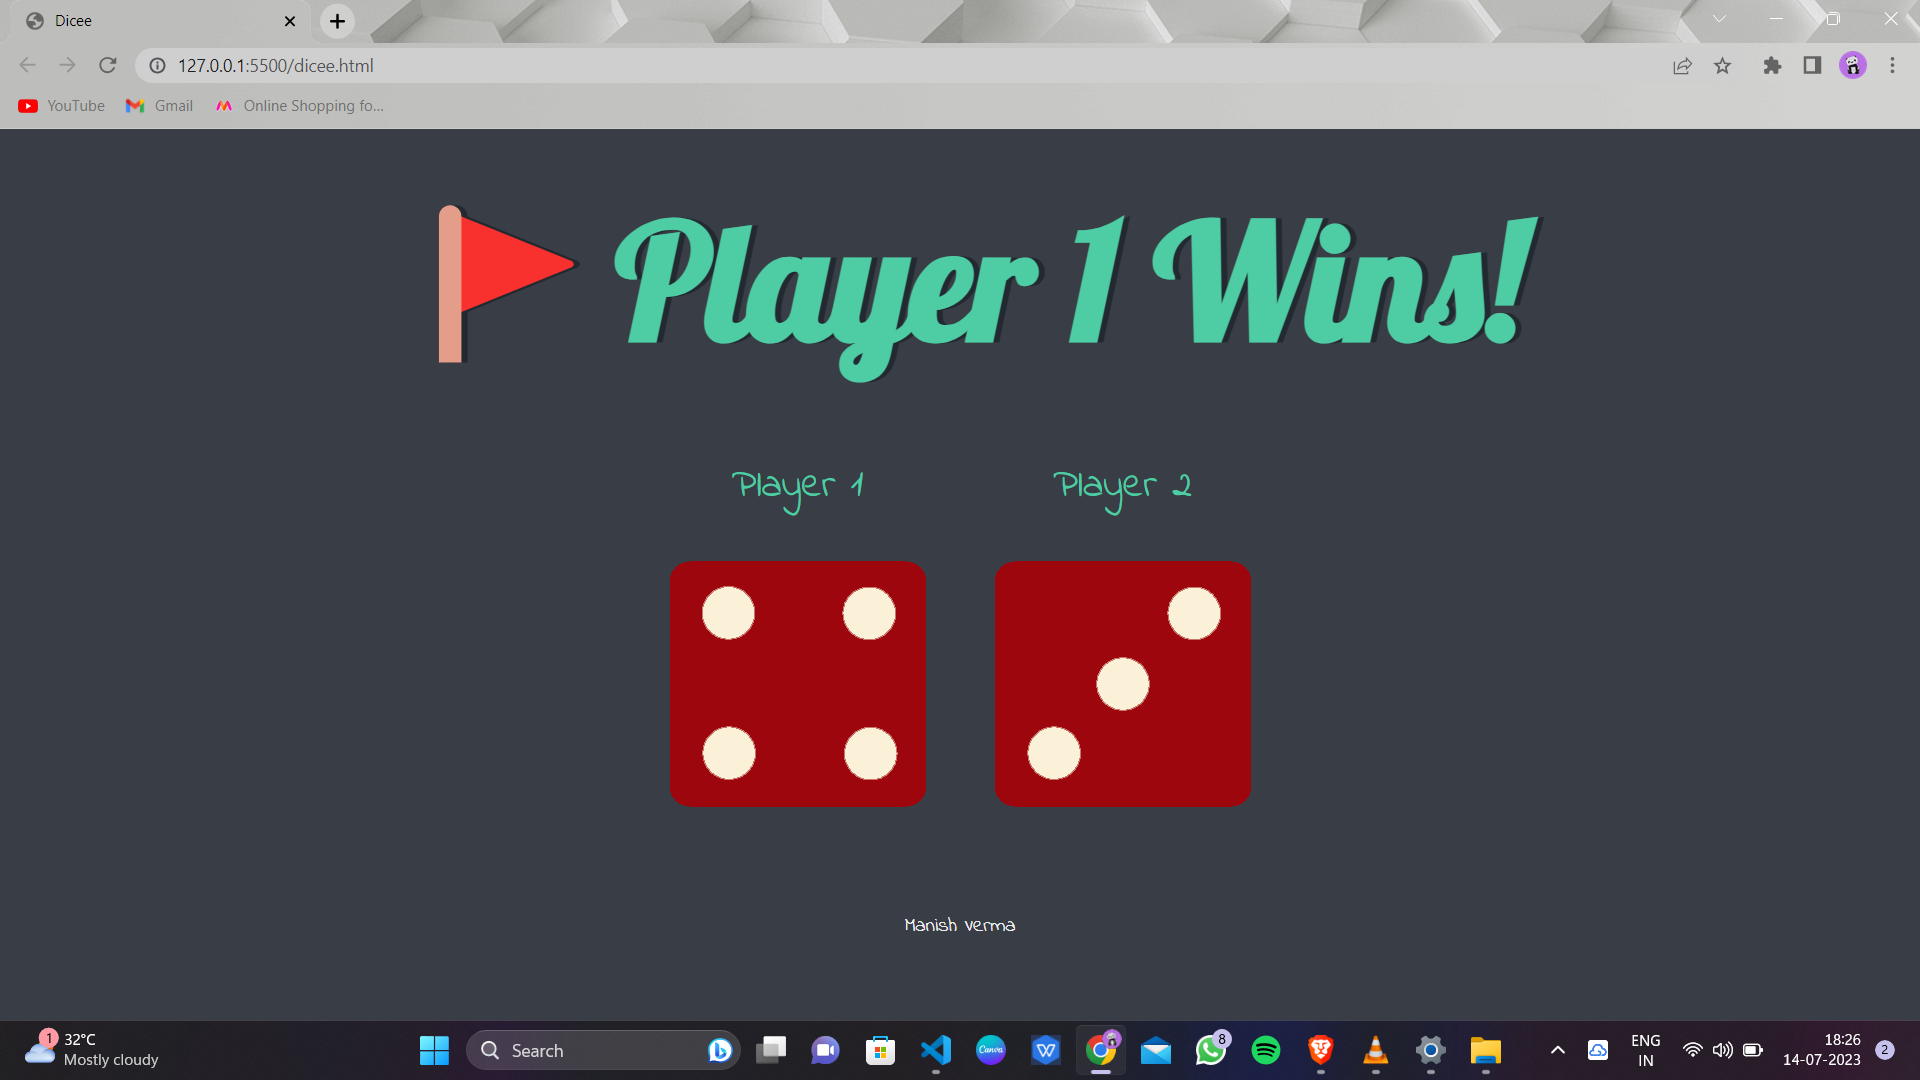 Dicee
127.0.0.1:5500/dicee.html
YouTube
Gmail
Online Shopping fo...
Player 1 Wins!
Player 1
Player 2
Manish Verma
1
32°C
Mostly cloudy
Search
Canva
8
ENG
IN
18:26
14-07-2023
2